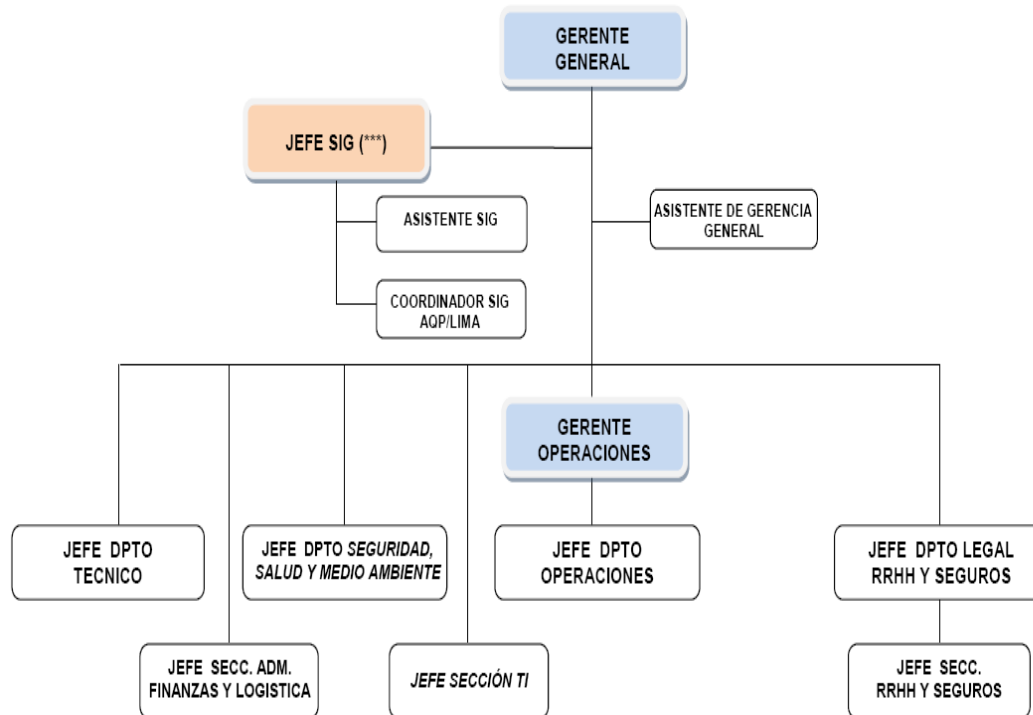 GERENTE
GENERAL
JEFE SIG (***)
ASISTENTE SIG
ASISTENTE DE GERENCIA
GENERAL
COORDINADOR SIG
AQP/LIMA
GERENTE
OPERACIONES
JEFE DPTO
TECNICO
JEFE DPTO SEGURIDAD,
SALUD Y MEDIO AMBIENTE
JEFE DPTO
OPERACIONES
JEFE DPTO LEGAL
RRHH Y SEGUROS
JEFE SECC. ADM.
FINANZAS Y LOGISTICA
JEFE SECCIÓN TI
JEFE SECC.
RRHH Y SEGUROS